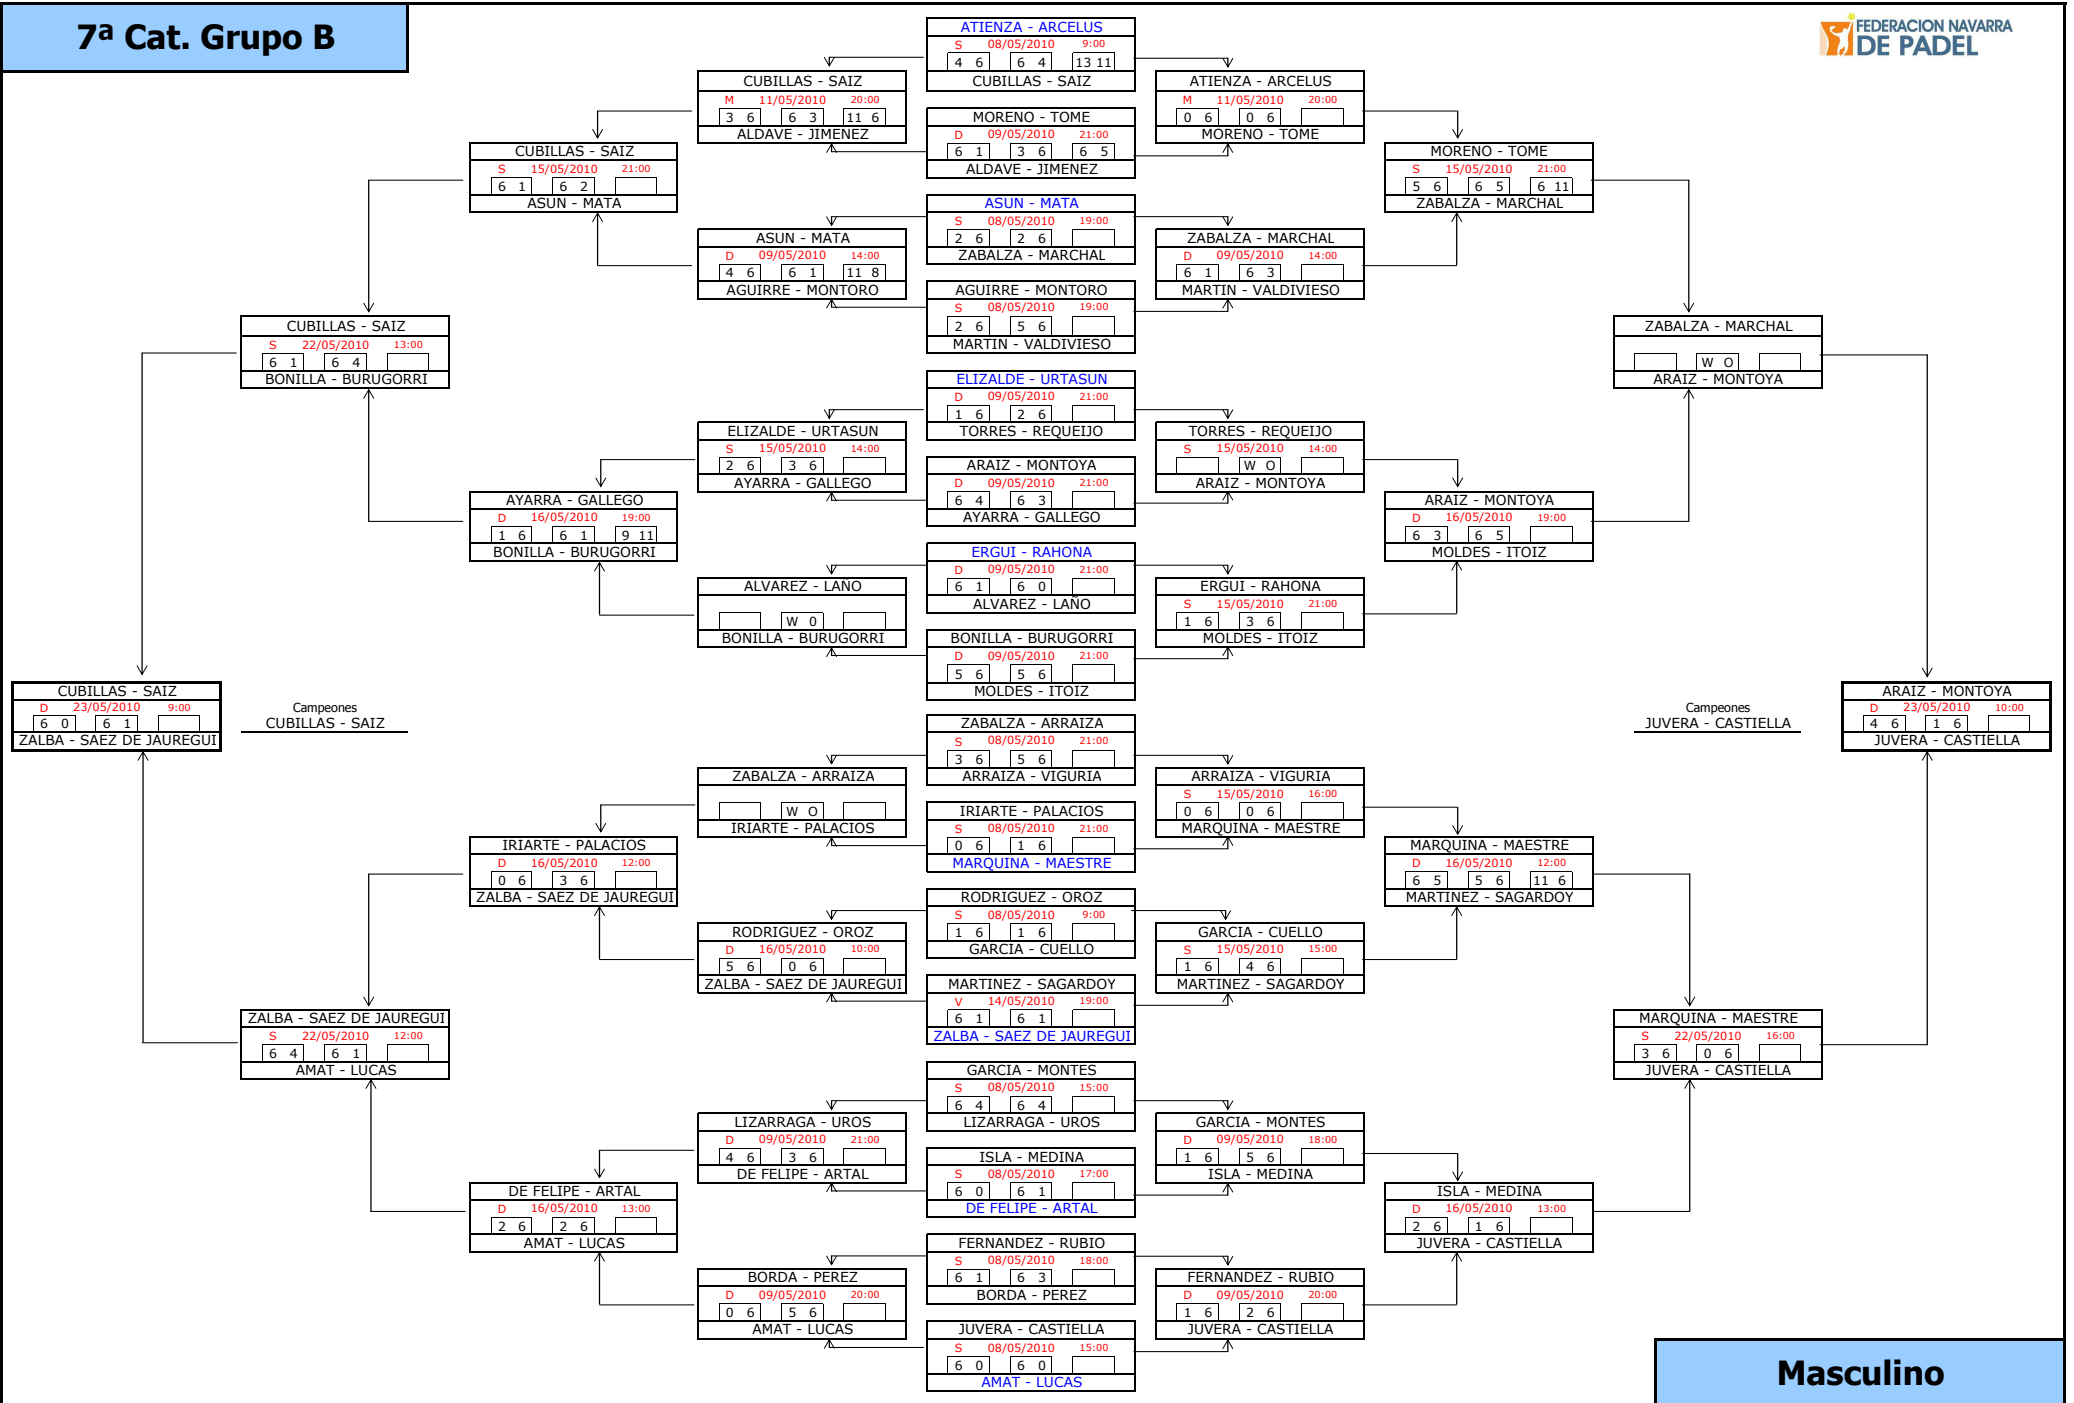 7ª Cat. Grupo B
FEDERACION NAVARRA
DE PADEL
CUBILLAS - SAIZ
D 23/05/2010 9:00
6 0 6 1
ZALBA - SAEZ DE JAUREGUI
Campeones
CUBILLAS - SAIZ
CUBILLAS - SAIZ
S 22/05/2010 13:00
6 1 6 4
BONILLA - BURUGORRI
ZALBA - SAEZ DE JAUREGUI
S 22/05/2010 12:00
6 4 6 1
AMAT - LUCAS
CUBILLAS - SAIZ
S 15/05/2010 21:00
6 1 6 2
ASUN - MATA
AYARRA - GALLEGO
D 16/05/2010 19:00
1 6 6 1 9 11
BONILLA - BURUGORRI
IRIARTE - PALACIOS
D 16/05/2010 12:00
0 6 3 6
ZALBA - SAEZ DE JAUREGUI
DE FELIPE - ARTAL
D 16/05/2010 13:00
2 6 2 6
AMAT - LUCAS
CUBILLAS - SAIZ
M 11/05/2010 20:00
3 6 6 3 11 6
ALDAVE - JIMENEZ
ASUN - MATA
D 09/05/2010 14:00
4 6 6 1 11 8
AGUIRRE - MONTORO
ELIZALDE - URTASUN
S 15/05/2010 14:00
2 6 3 6
AYARRA - GALLEGO
ALVAREZ - LAÑO
W 0
BONILLA - BURUGORRI
ZABALZA - ARRAIZA
W O
IRIARTE - PALACIOS
RODRIGUEZ - OROZ
D 16/05/2010 10:00
5 6 0 6
ZALBA - SAEZ DE JAUREGUI
LIZARRAGA - UROS
D 09/05/2010 21:00
4 6 3 6
DE FELIPE - ARTAL
BORDA - PEREZ
D 09/05/2010 20:00
0 6 5 6
AMAT - LUCAS
ATIENZA - ARCELUS
S 08/05/2010 9:00
4 6 6 4 13 11
CUBILLAS - SAIZ
MORENO - TOME
D 09/05/2010 21:00
6 1 3 6 6 5
ALDAVE - JIMENEZ
ASUN - MATA
S 08/05/2010 19:00
2 6 2 6
ZABALZA - MARCHAL
AGUIRRE - MONTORO
S 08/05/2010 19:00
2 6 5 6
MARTIN - VALDIVIESO
ELIZALDE - URTASUN
D 09/05/2010 21:00
1 6 2 6
TORRES - REQUEIJO
ARAIZ - MONTOYA
D 09/05/2010 21:00
6 4 6 3
AYARRA - GALLEGO
ERGUI - RAHONA
D 09/05/2010 21:00
6 1 6 0
ALVAREZ - LAÑO
BONILLA - BURUGORRI
D 09/05/2010 21:00
5 6 5 6
MOLDES - ITOIZ
ZABALZA - ARRAIZA
S 08/05/2010 21:00
3 6 5 6
ARRAIZA - VIGURIA
IRIARTE - PALACIOS
S 08/05/2010 21:00
0 6 1 6
MARQUINA - MAESTRE
RODRIGUEZ - OROZ
S 08/05/2010 9:00
1 6 1 6
GARCIA - CUELLO
MARTINEZ - SAGARDOY
V 14/05/2010 19:00
6 1 6 1
ZALBA - SAEZ DE JAUREGUI
GARCIA - MONTES
S 08/05/2010 15:00
6 4 6 4
LIZARRAGA - UROS
ISLA - MEDINA
S 08/05/2010 17:00
6 0 6 1
DE FELIPE - ARTAL
FERNANDEZ - RUBIO
S 08/05/2010 18:00
6 1 6 3
BORDA - PEREZ
JUVERA - CASTIELLA
S 08/05/2010 15:00
6 0 6 0
AMAT - LUCAS
ATIENZA - ARCELUS
M 11/05/2010 20:00
0 6 0 6
MORENO - TOME
ZABALZA - MARCHAL
D 09/05/2010 14:00
6 1 6 3
MARTIN - VALDIVIESO
TORRES - REQUEIJO
S 15/05/2010 14:00
W O
ARAIZ - MONTOYA
ERGUI - RAHONA
S 15/05/2010 21:00
1 6 3 6
MOLDES - ITOIZ
ARRAIZA - VIGURIA
S 15/05/2010 16:00
0 6 0 6
MARQUINA - MAESTRE
GARCIA - CUELLO
S 15/05/2010 15:00
1 6 4 6
MARTINEZ - SAGARDOY
GARCIA - MONTES
D 09/05/2010 18:00
1 6 5 6
ISLA - MEDINA
FERNANDEZ - RUBIO
D 09/05/2010 20:00
1 6 2 6
JUVERA - CASTIELLA
MORENO - TOME
S 15/05/2010 21:00
5 6 6 5 6 11
ZABALZA - MARCHAL
ARAIZ - MONTOYA
D 16/05/2010 19:00
6 3 6 5
MOLDES - ITOIZ
MARQUINA - MAESTRE
D 16/05/2010 12:00
6 5 5 6 11 6
MARTINEZ - SAGARDOY
ISLA - MEDINA
D 16/05/2010 13:00
2 6 1 6
JUVERA - CASTIELLA
ZABALZA - MARCHAL
W O
ARAIZ - MONTOYA
MARQUINA - MAESTRE
S 22/05/2010 16:00
3 6 0 6
JUVERA - CASTIELLA
Campeones
JUVERA - CASTIELLA
ARAIZ - MONTOYA
D 23/05/2010 10:00
4 6 1 6
JUVERA - CASTIELLA
Masculino